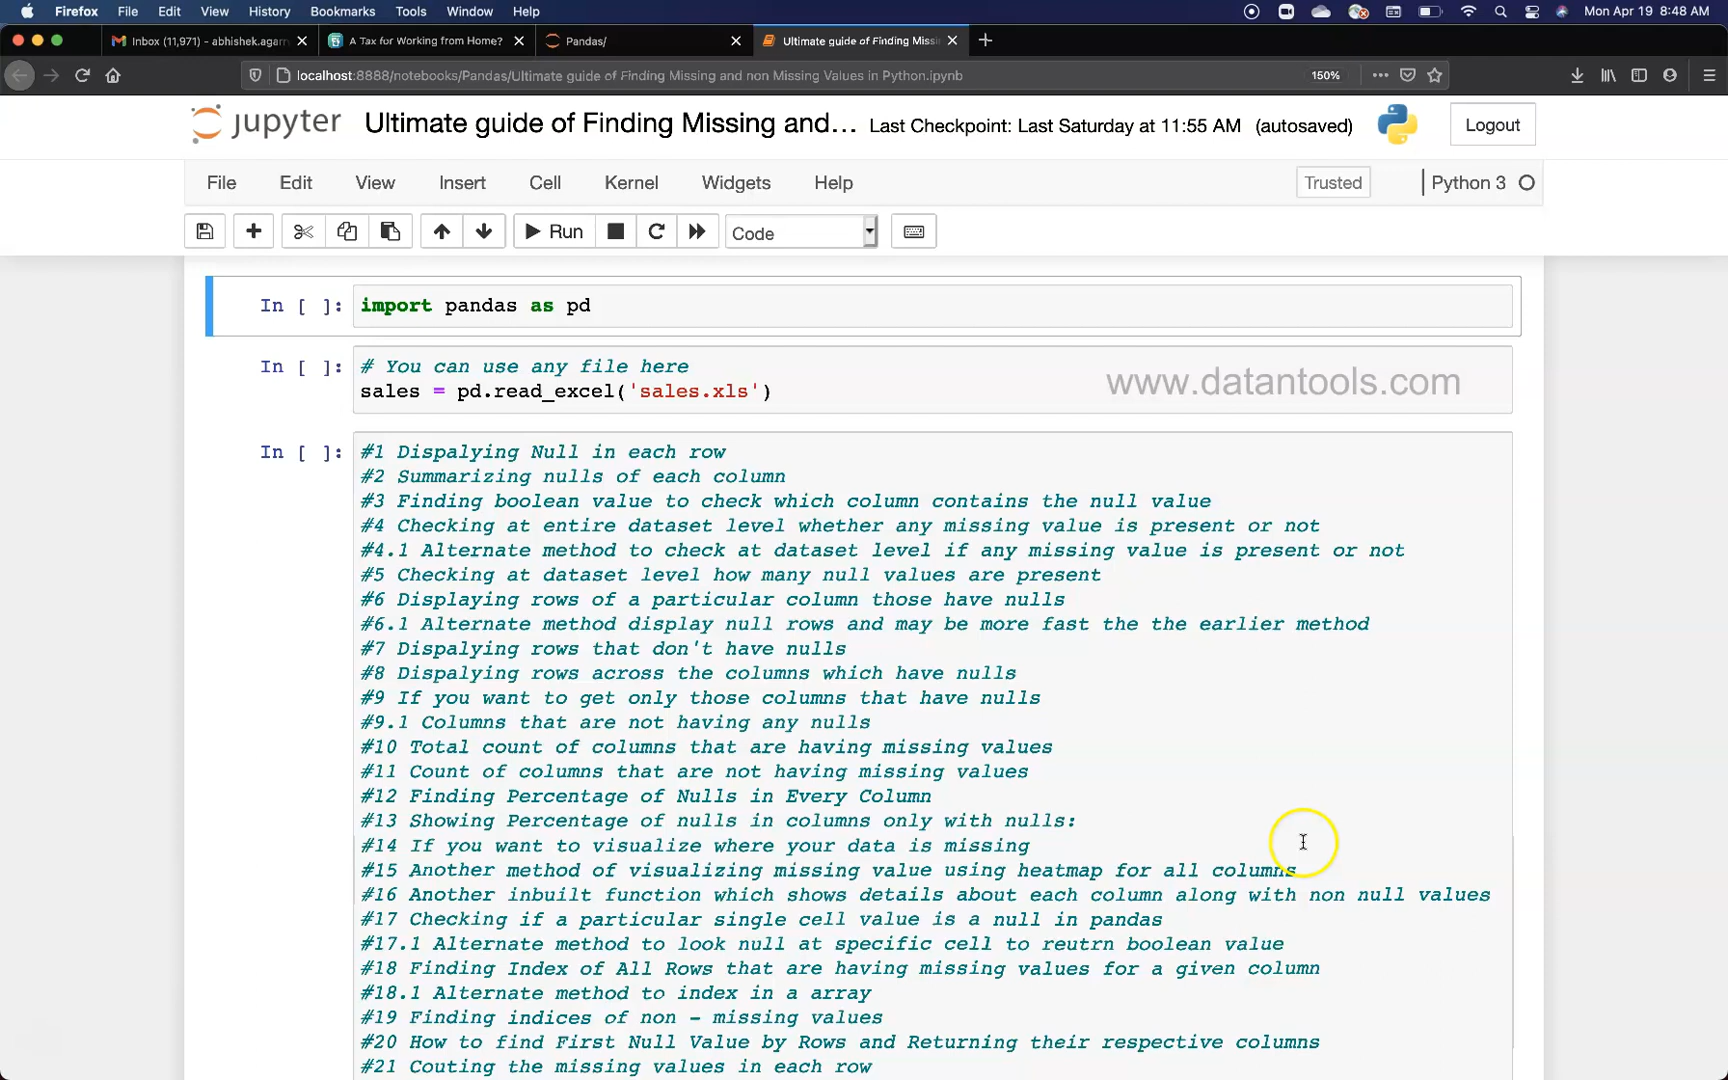 Firefox File Edit View History Bookmarks Tools Window Help Mon Apr 19 8:48 AM
Inbox (11,971) - abhishek.agarw
A Tax for Working from Home?
Pandas/
Ultimate guide of Finding Missi
localhost:8888/notebooks/Pandas/Ultimate guide of Finding Missing and non Missing Values in Python.ipynb
150%
jupyter Ultimate guide of Finding Missing and... Last Checkpoint: Last Saturday at 11:55 AM (autosaved)
Logout
File Edit View Insert Cell Kernel Widgets Help
Trusted
Python 3
Run
Code
In [ ]: import pandas as pd
In [ ]: # You can use any file here
sales = pd.read_excel('sales.xls')
www.datantools.com
In [ ]: #1 Dispalying Null in each row
#2 Summarizing nulls of each column
#3 Finding boolean value to check which column contains the null value
#4 Checking at entire dataset level whether any missing value is present or not
#4.1 Alternate method to check at dataset level if any missing value is present or not
#5 Checking at dataset level how many null values are present
#6 Displaying rows of a particular column those have nulls
#6.1 Alternate method display null rows and may be more fast the the earlier method
#7 Dispalying rows that don't have nulls
#8 Dispalying rows across the columns which have nulls
#9 If you want to get only those columns that have nulls
#9.1 Columns that are not having any nulls
#10 Total count of columns that are having missing values
#11 Count of columns that are not having missing values
#12 Finding Percentage of Nulls in Every Column
#13 Showing Percentage of nulls in columns only with nulls:
#14 If you want to visualize where your data is missing
#15 Another method of visualizing missing value using heatmap for all columns
#16 Another inbuilt function which shows details about each column along with non null values
#17 Checking if a particular single cell value is a null in pandas
#17.1 Alternate method to look null at specific cell to reutrn boolean value
#18 Finding Index of All Rows that are having missing values for a given column
#18.1 Alternate method to index in a array
#19 Finding indices of non - missing values
#20 How to find First Null Value by Rows and Returning their respective columns
#21 Couting the missing values in each row